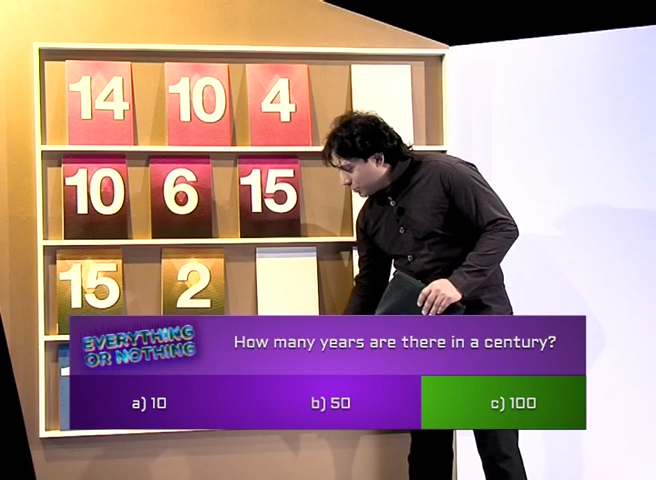 14 10 4
10 6 15
15 2
EVERYTHING
OR NOTHING
How many years are there in a century?
a) 10 b) 50 c) 100